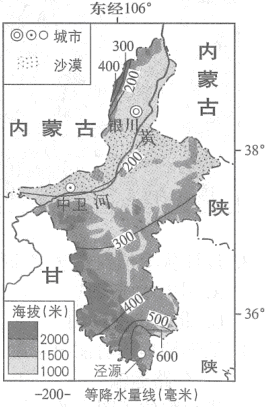 东经106°
城市
沙漠
内蒙古
内蒙古
300
400
200
银川
黄
200
38°
中卫
河
陕
300
甘
海拔(米)
2000
1500
1000
400
500
600
36°
泾源
陕
-200- 等降水量线(毫米)